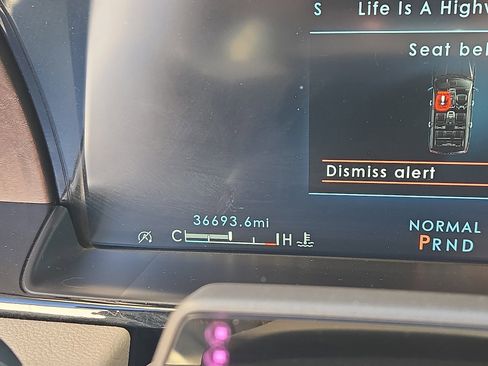 S Life Is A Highw
Seat bel
Dismiss alert
36693.6mi
C H
NORMAL
PRND